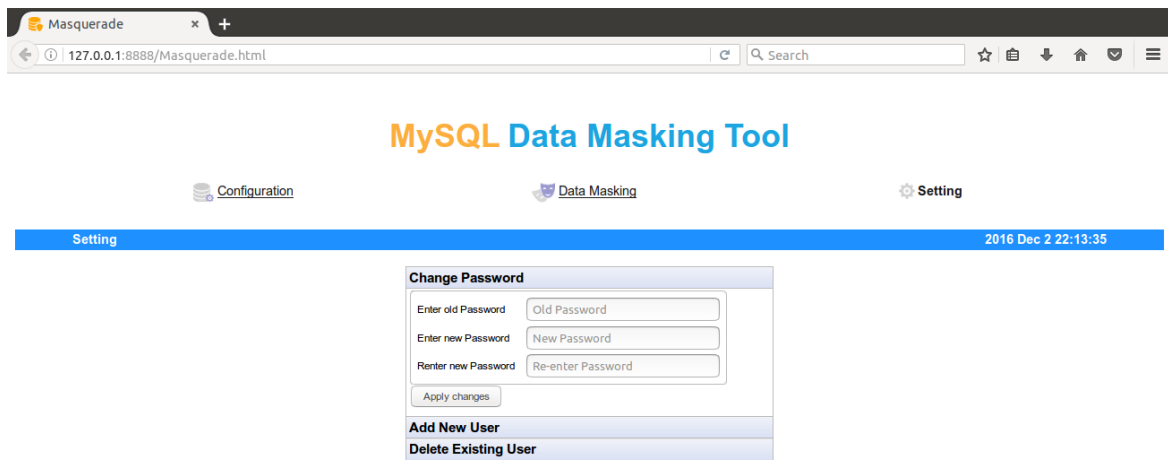 Masquerade
127.0.0.1:8888/Masquerade.html
Search
MySQL Data Masking Tool
Configuration
Data Masking
Setting
Setting
2016 Dec 2 22:13:35
Change Password
Enter old Password
Old Password
Enter new Password
New Password
Renter new Password
Re-enter Password
Apply changes
Add New User
Delete Existing User